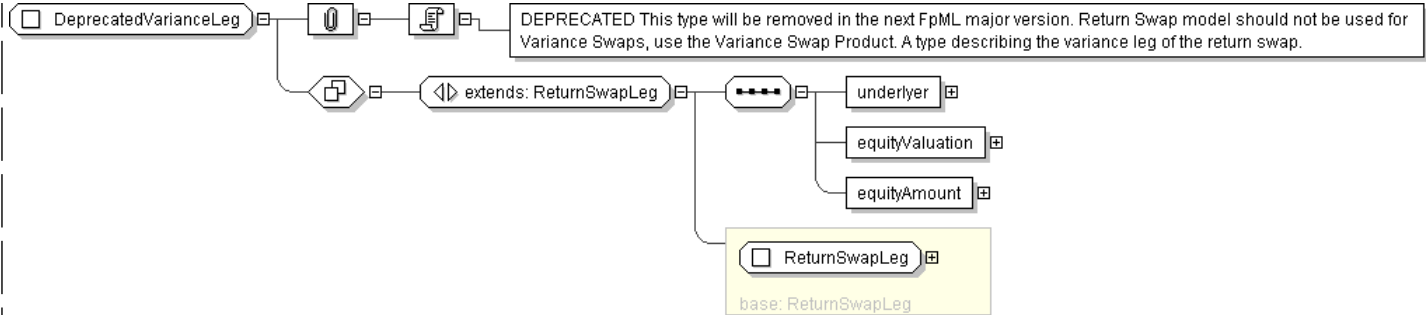 DeprecatedVarianceLeg
DEPRECATED This type will be removed in the next FpML major version. Return Swap model should not be used for
Variance Swaps, use the Variance Swap Product. A type describing the variance leg of the return swap.
extends: ReturnSwapLeg
underlyer
equityValuation
equityAmount
ReturnSwapLeg
base: ReturnSwapLeg